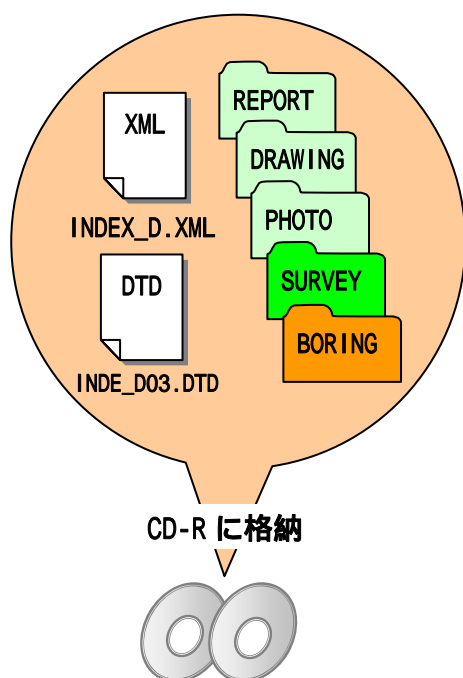 XML
INDEX_D.XML
DTD
INDE_D03.DTD
REPORT
DRAWING
PHOTO
SURVEY
BORING
CD-R に格納